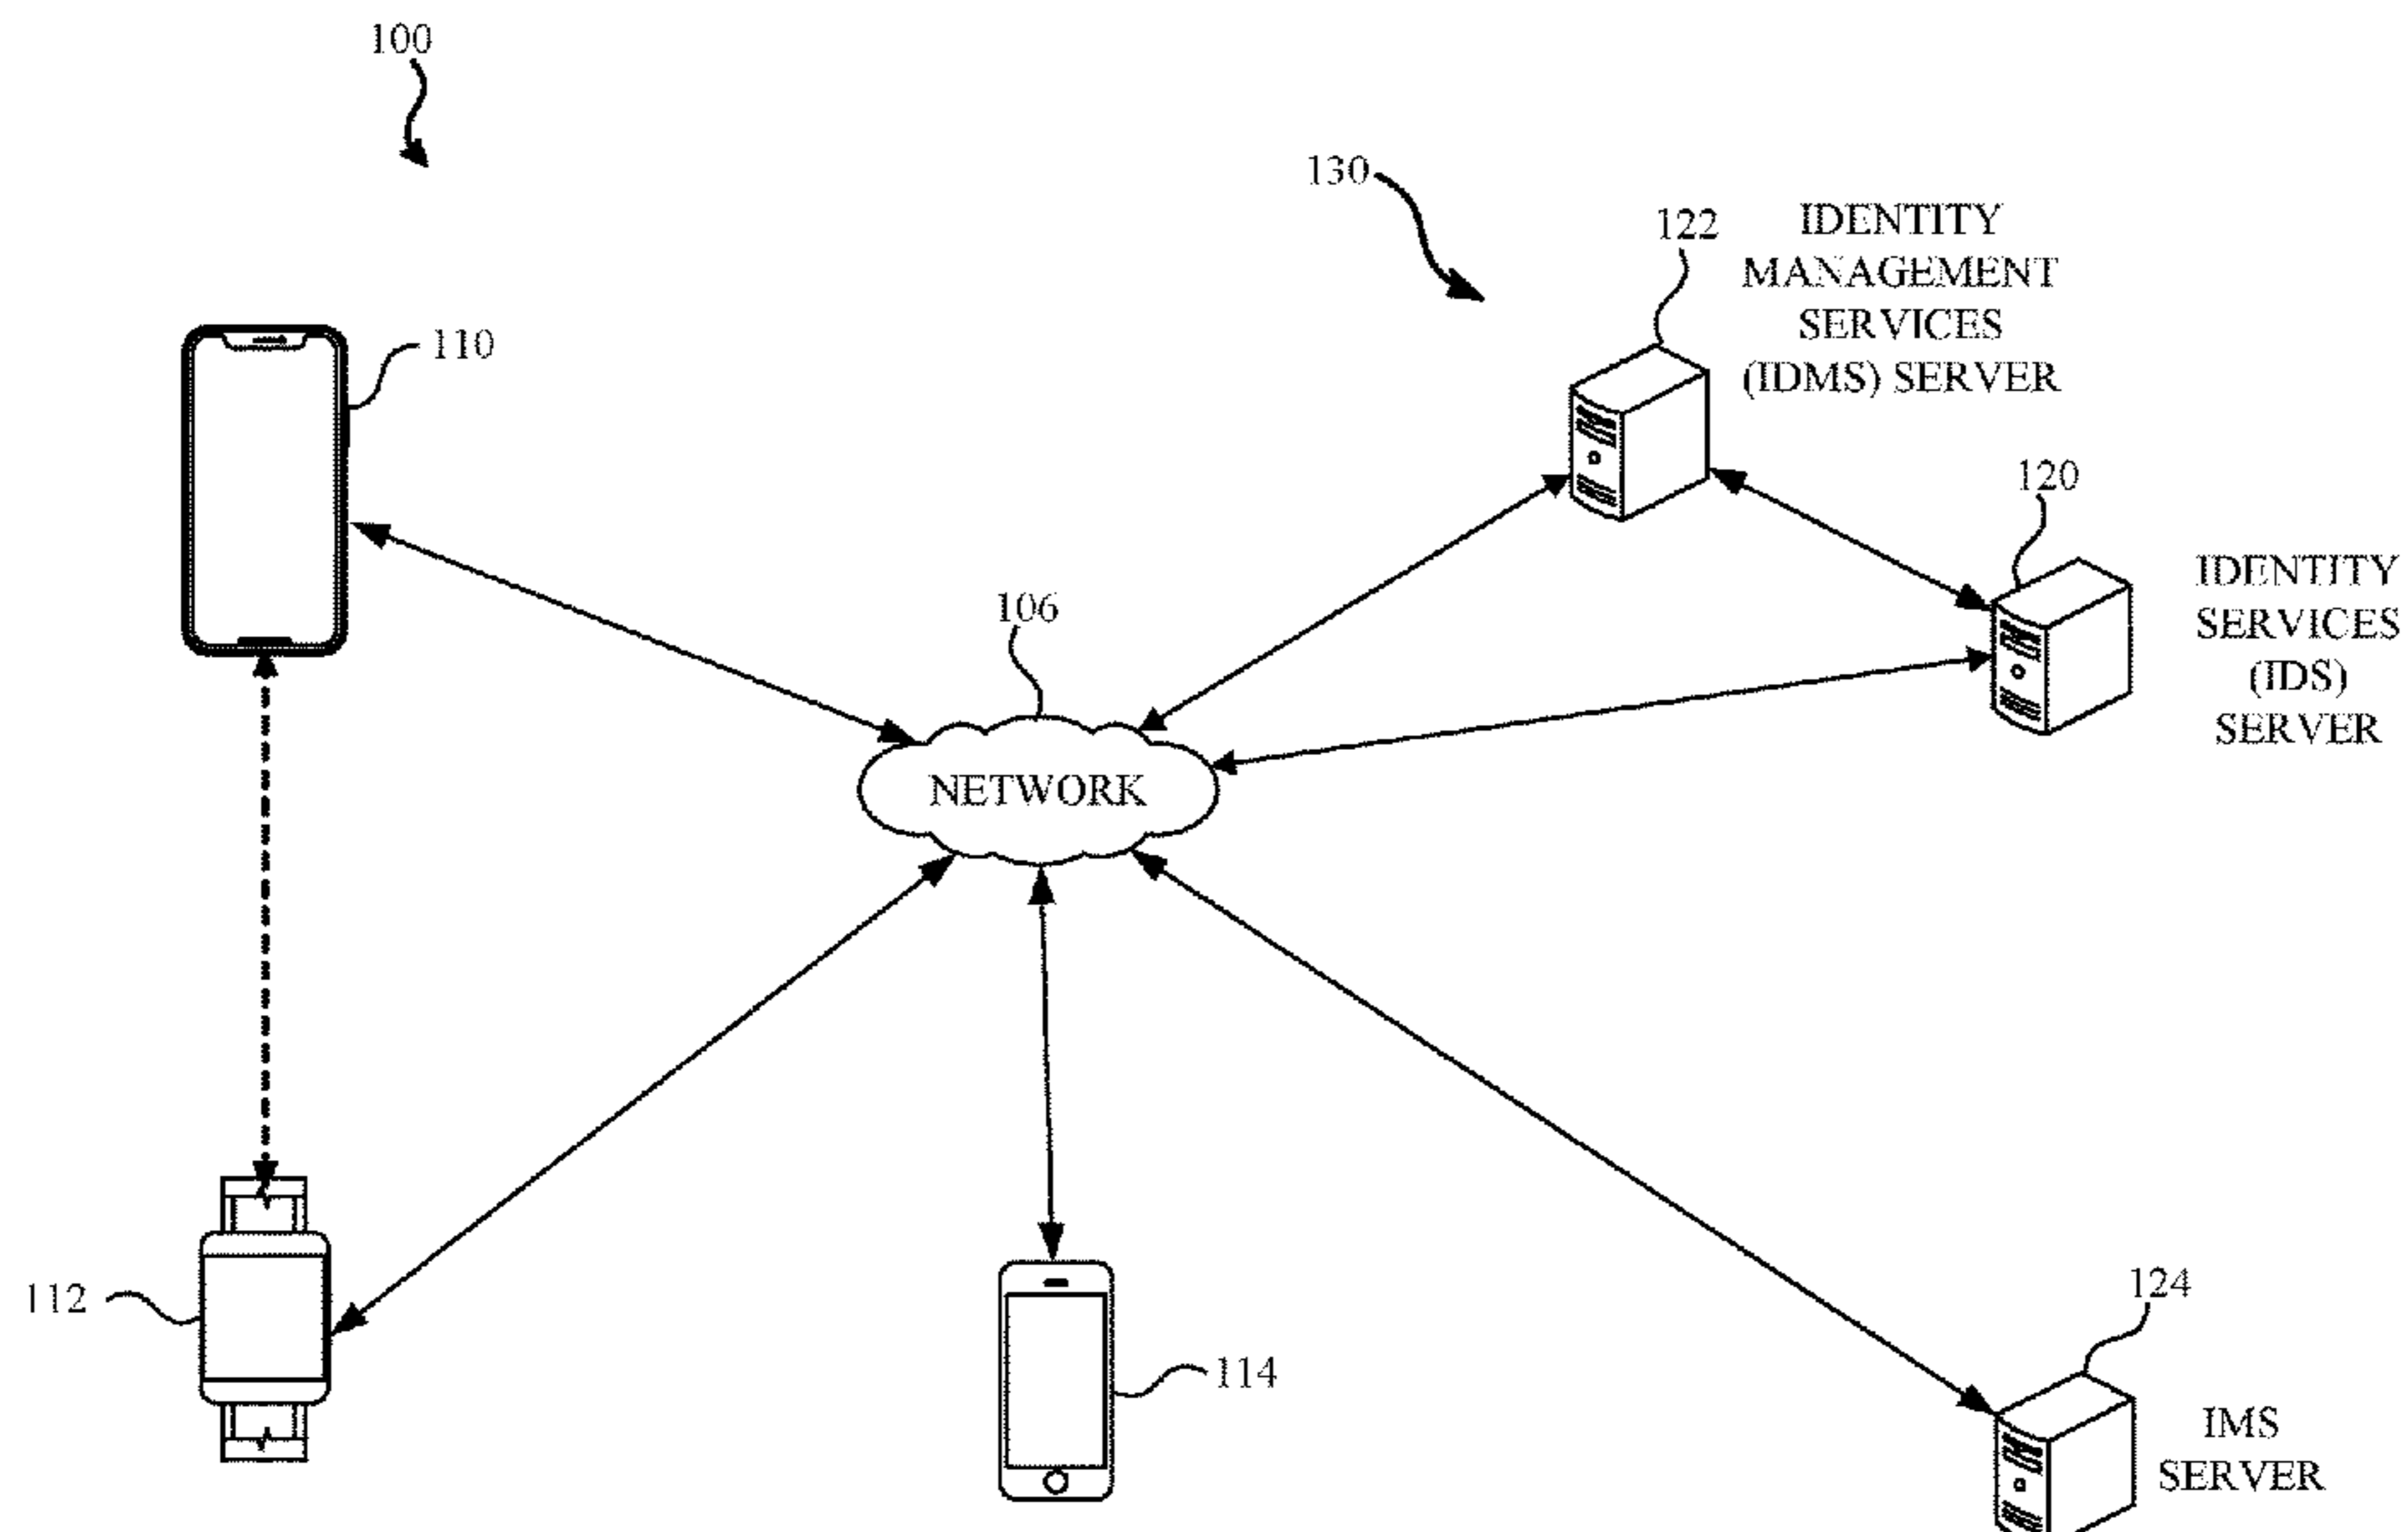 100
130
122
IDENTITY
MANAGEMENT
SERVICES
(IDMS) SERVER
110
120
IDENTITY
SERVICES
(IDS)
SERVER
106
NETWORK
112
114
124
IMS
SERVER